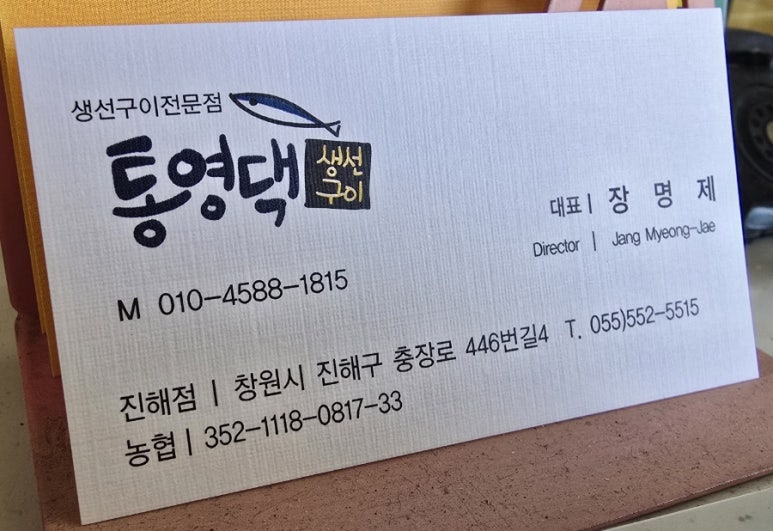 생선구이전문점
통영댁
생선
구이
대표 | 장 명 제
Director | Jang Myeong-Jae
M 010-4588-1815
진해점 | 창원시 진해구 충장로 446번길4 T. 055)552-5515
농협 | 352-1118-0817-33